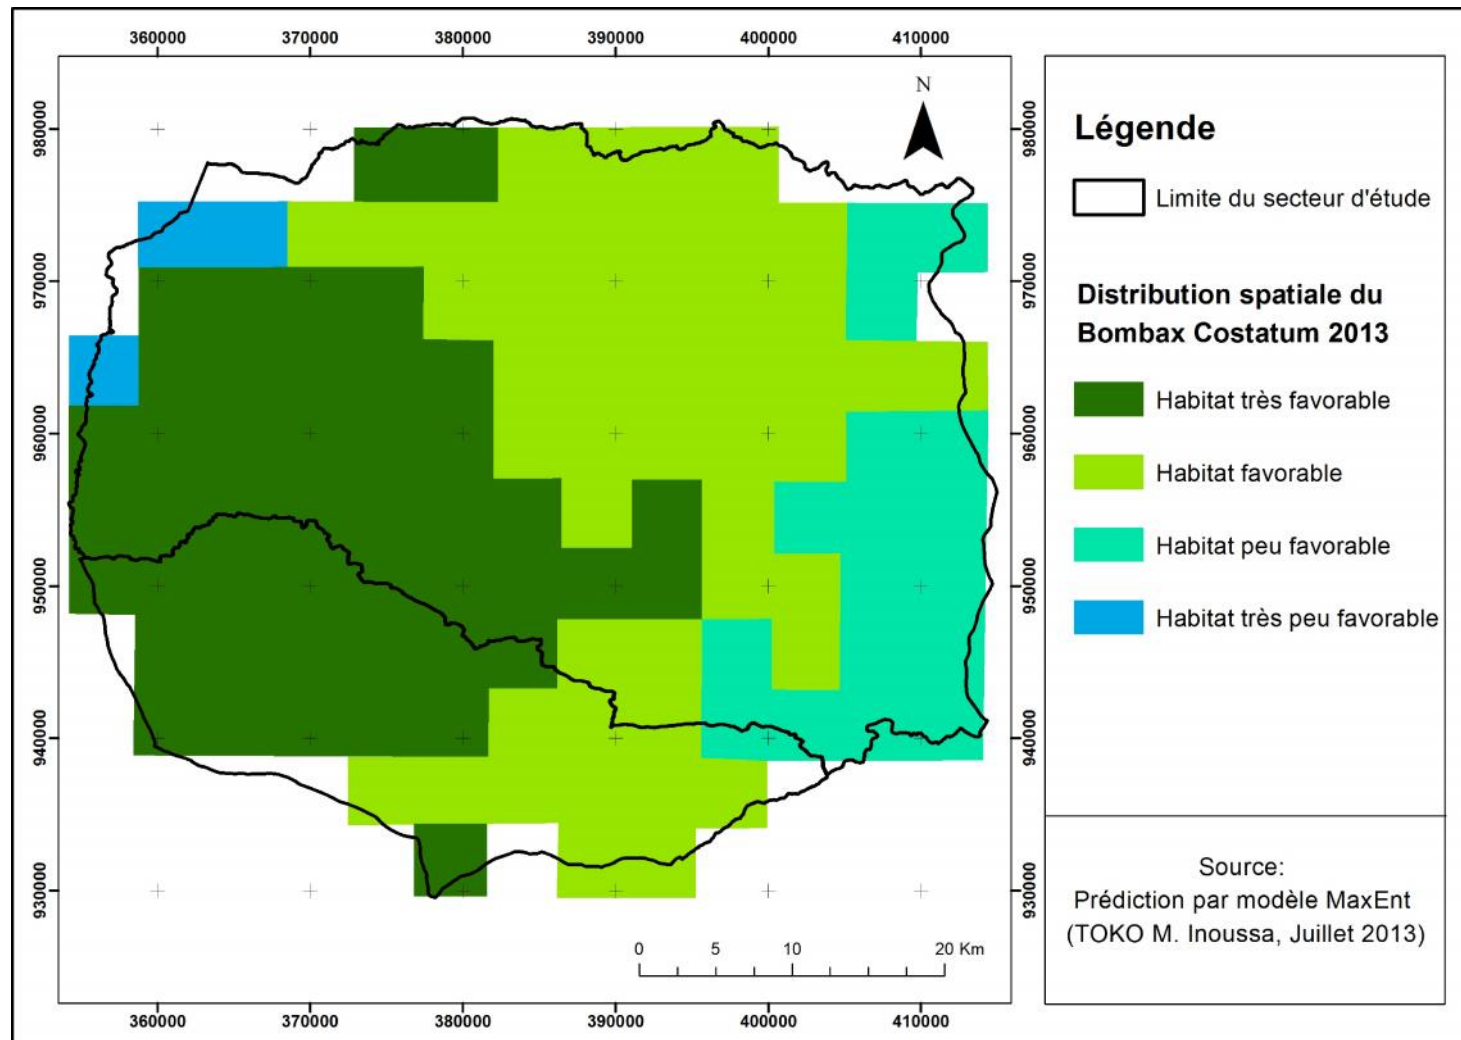 360000 370000 380000 390000 400000 410000
N
980000 980000
970000 970000
960000 960000
950000 950000
940000 940000
930000 930000
0 5 10 20 Km
360000 370000 380000 390000 400000 410000
Légende
Limite du secteur d'étude
Distribution spatiale du
Bombax Costatum 2013
Habitat très favorable
Habitat favorable
Habitat peu favorable
Habitat très peu favorable
Source:
Prédiction par modèle MaxEnt
(TOKO M. Inoussa, Juillet 2013)